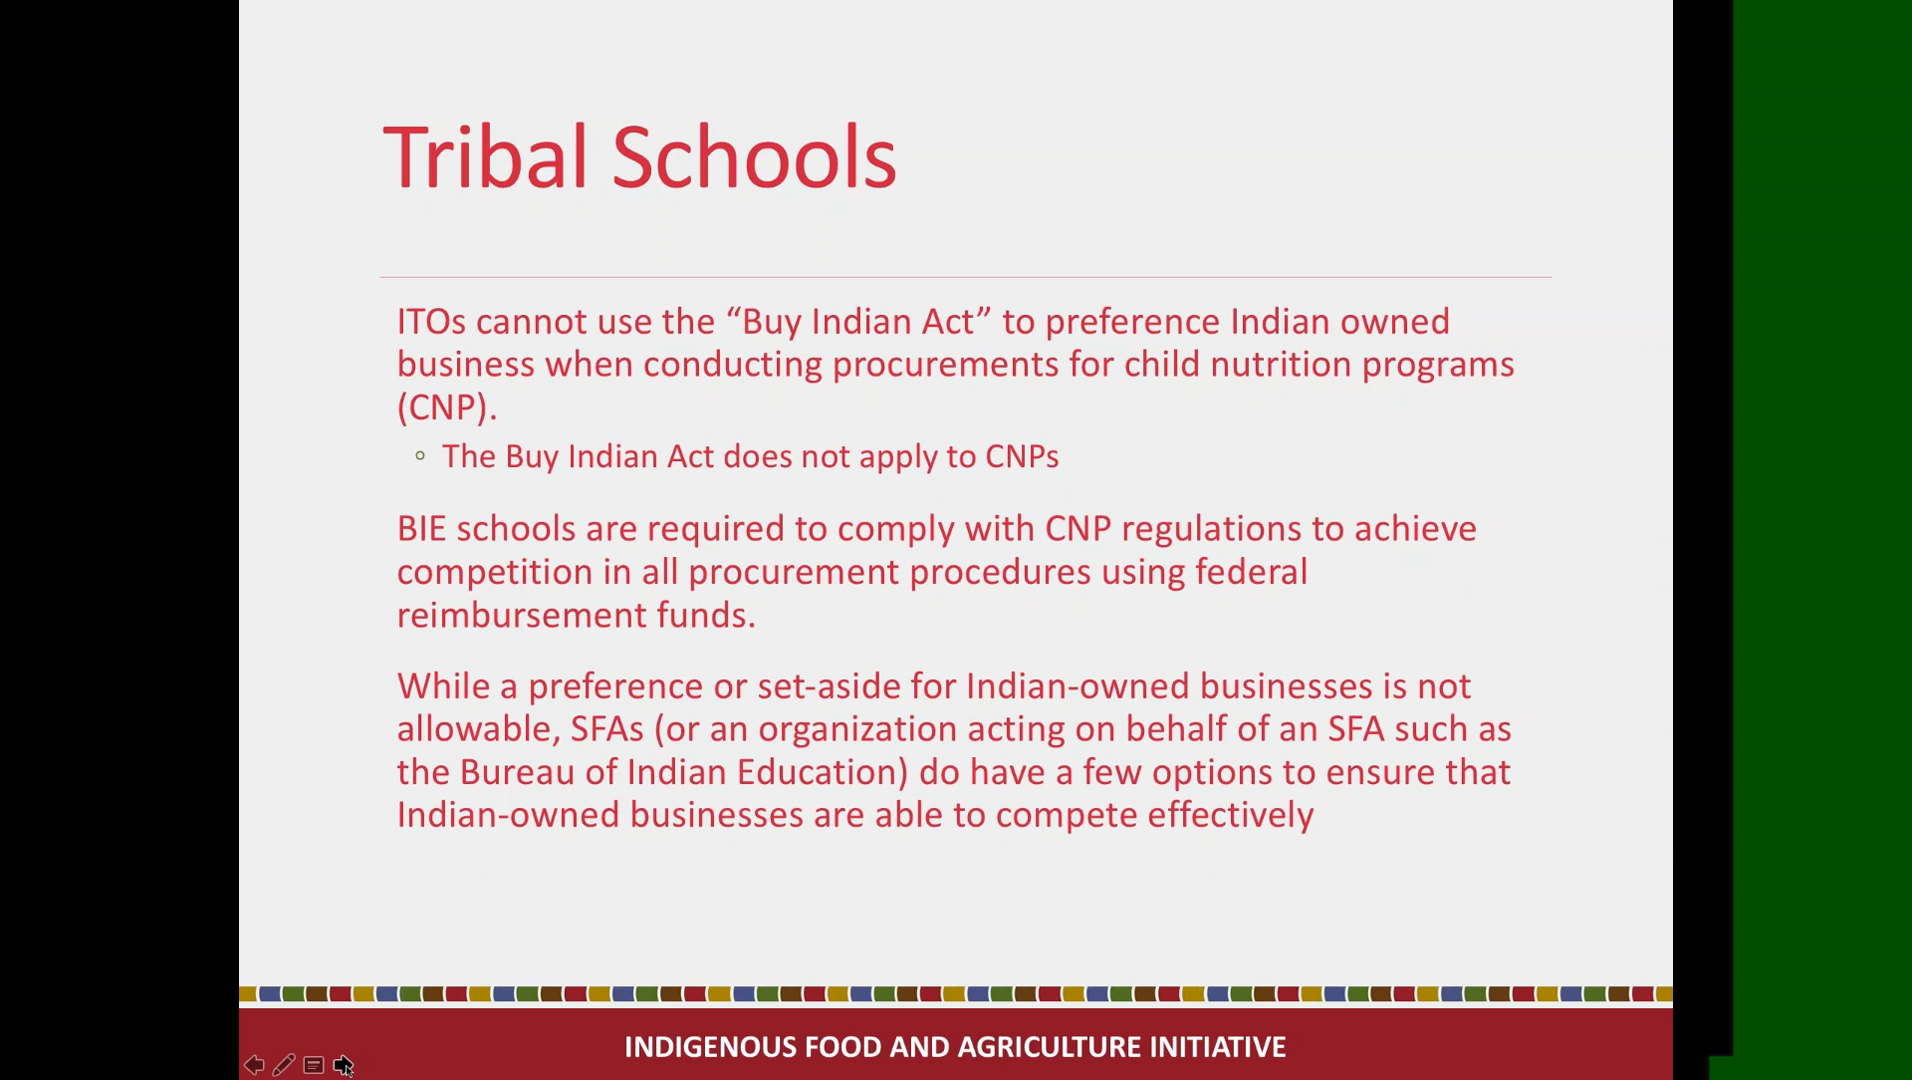 Tribal Schools
ITOs cannot use the “Buy Indian Act” to preference Indian owned
business when conducting procurements for child nutrition programs
(CNP).
◦ The Buy Indian Act does not apply to CNPs
BIE schools are required to comply with CNP regulations to achieve
competition in all procurement procedures using federal
reimbursement funds.
While a preference or set-aside for Indian-owned businesses is not
allowable, SFAs (or an organization acting on behalf of an SFA such as
the Bureau of Indian Education) do have a few options to ensure that
Indian-owned businesses are able to compete effectively
INDIGENOUS FOOD AND AGRICULTURE INITIATIVE